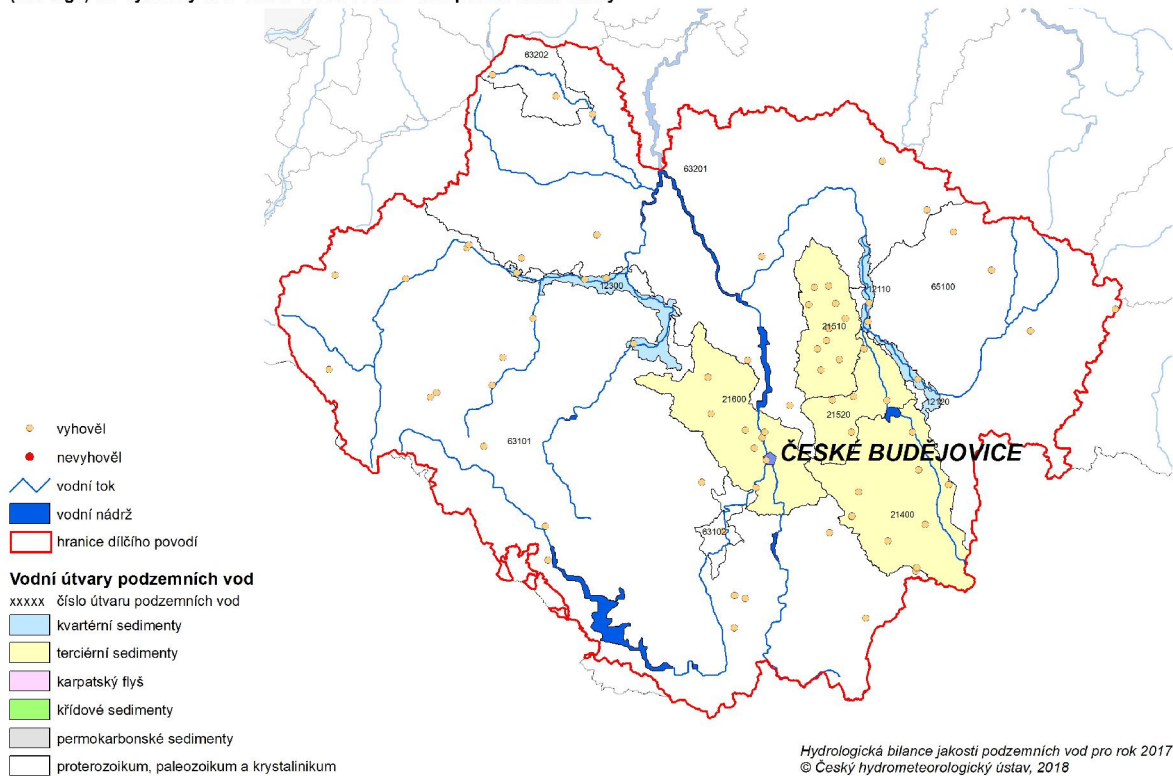 63202
63201
12300
12110
65100
21510
12120
21600
21520
63101
ČESKÉ BUDĚJOVICE
21400
63102
vyhověl
nevyhověl
vodní tok
vodní nádrž
hranice dílčího povodí
Vodní útvary podzemních vod
xxxxx číslo útvaru podzemních vod
kvartérní sedimenty
terciérní sedimenty
karpatský flyš
křídové sedimenty
permokarbonské sedimenty
proterozoikum, paleozoikum a krystalinikum
Hydrologická bilance jakosti podzemních vod pro rok 2017
© Český hydrometeorologický ústav, 2018